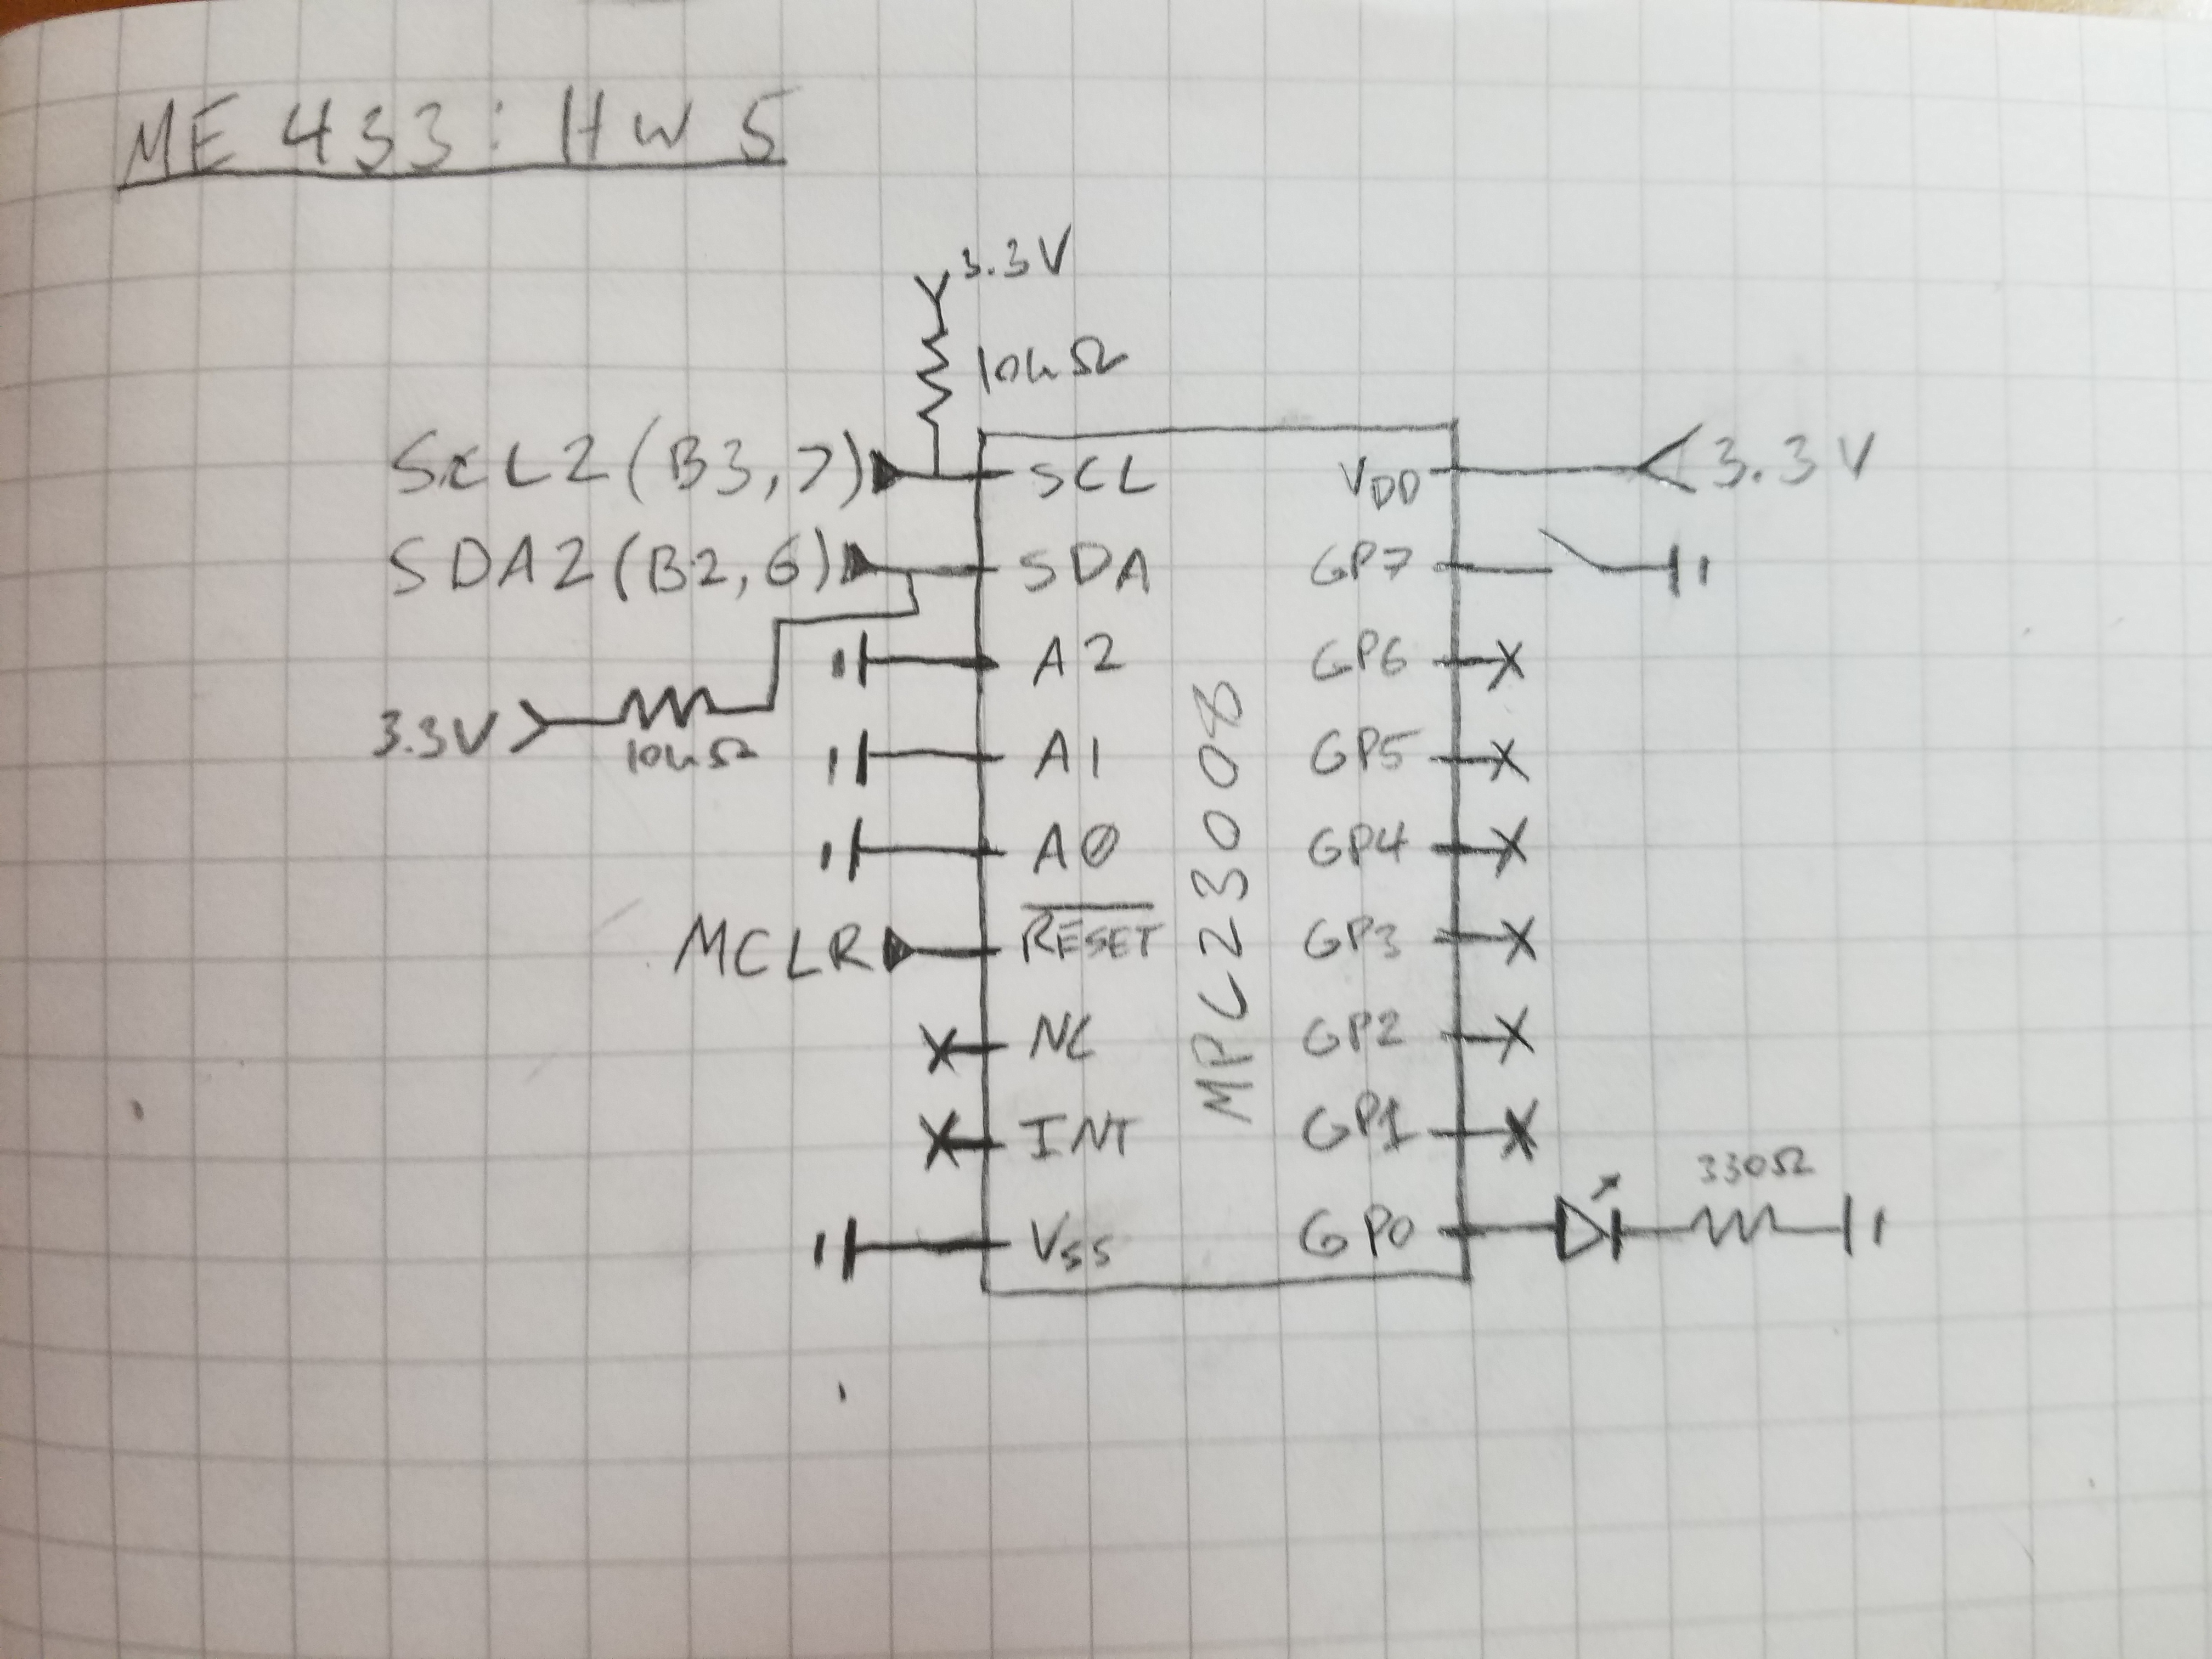 ME 433: HW 5
3.3V
10kΩ
SCL2 (B3,7)
SDA2 (B2,6)
3.3V
10kΩ
MCLR
SCL
SDA
A2
A1
A0
RESET
NC
INT
Vss
MPC23008
VDD
GP7
GP6
GP5
GP4
GP3
GP2
GP1
GP0
3.3V
330Ω